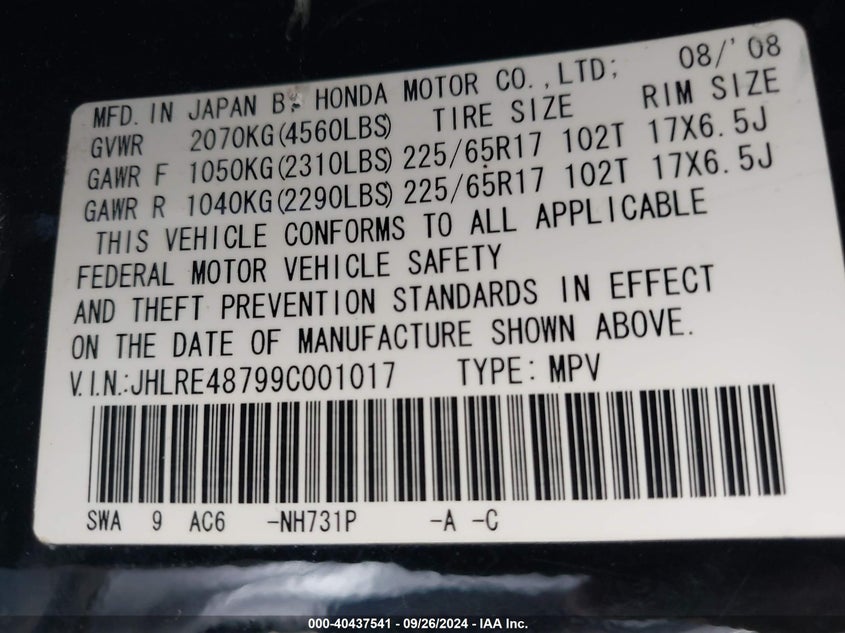 MFD. IN JAPAN BY HONDA MOTOR CO., LTD; 08/'08
GVWR 2070KG(4560LBS) TIRE SIZE RIM SIZE
GAWR F 1050KG(2310LBS) 225/65R17 102T 17X6.5J
GAWR R 1040KG(2290LBS) 225/65R17 102T 17X6.5J
THIS VEHICLE CONFORMS TO ALL APPLICABLE
FEDERAL MOTOR VEHICLE SAFETY
AND THEFT PREVENTION STANDARDS IN EFFECT
ON THE DATE OF MANUFACTURE SHOWN ABOVE.
V.I.N.:JHLRE48799C001017 TYPE: MPV
SWA 9 AC6 -NH731P -A -C
000-40437541 - 09/26/2024 - IAA Inc.